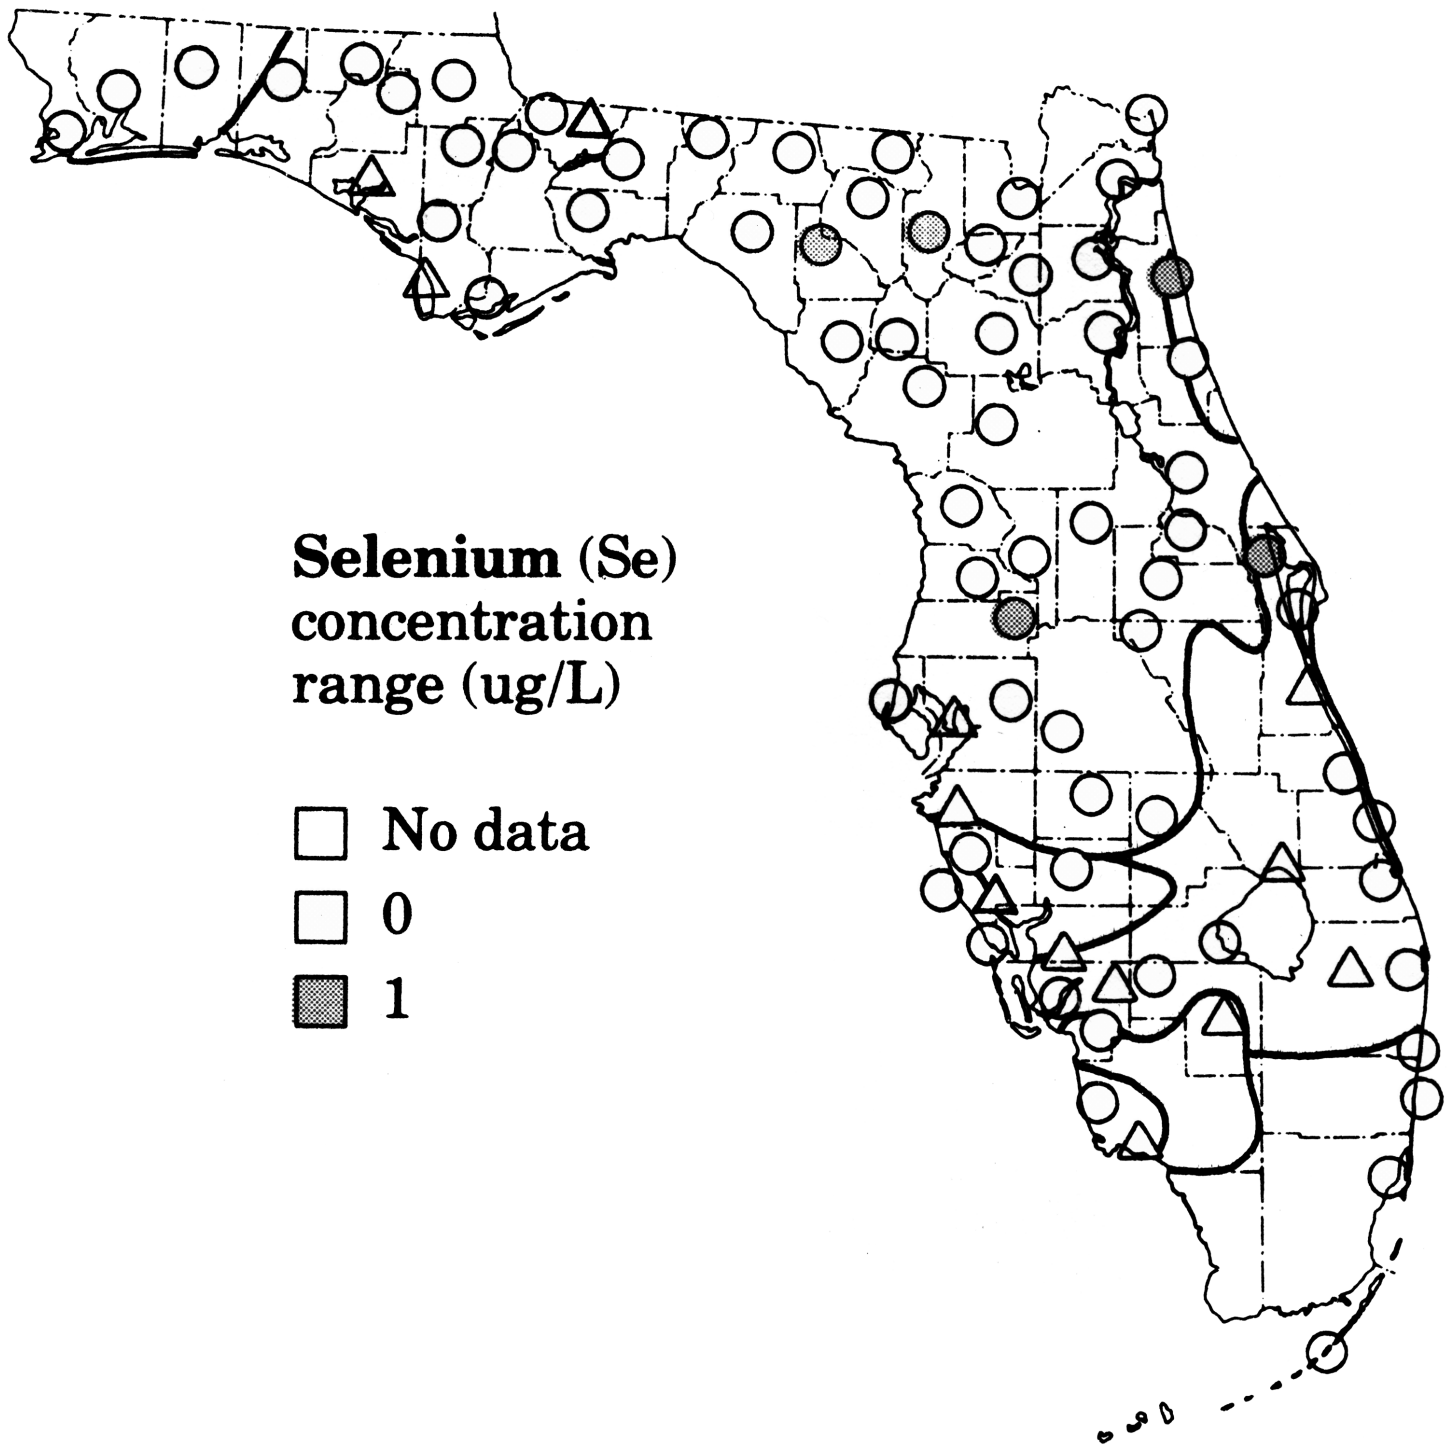 Selenium (Se)
concentration
range (ug/L)
No data
0
1